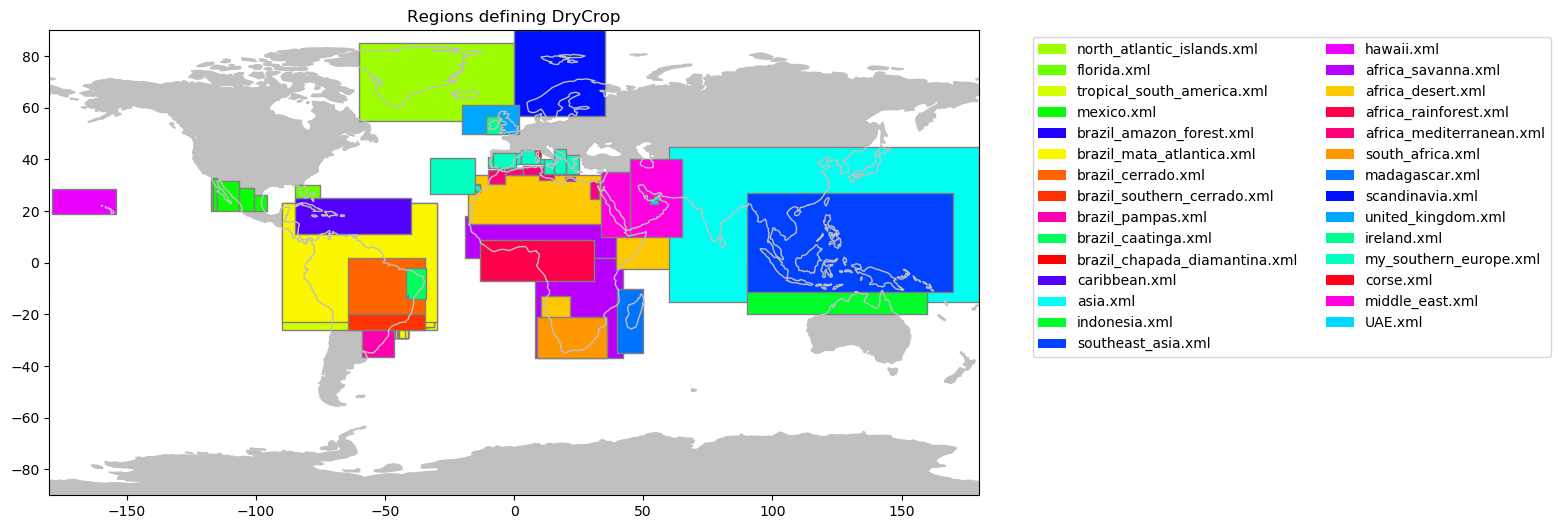 Regions defining DryCrop
80
60
40
20
0
−20
−40
−60
−80
−150
−100
−50
0
50
100
150
north_atlantic_islands.xml
florida.xml
tropical_south_america.xml
mexico.xml
brazil_amazon_forest.xml
brazil_mata_atlantica.xml
brazil_cerrado.xml
brazil_southern_cerrado.xml
brazil_pampas.xml
brazil_caatinga.xml
brazil_chapada_diamantina.xml
caribbean.xml
asia.xml
indonesia.xml
southeast_asia.xml
hawaii.xml
africa_savanna.xml
africa_desert.xml
africa_rainforest.xml
africa_mediterranean.xml
south_africa.xml
madagascar.xml
scandinavia.xml
united_kingdom.xml
ireland.xml
my_southern_europe.xml
corse.xml
middle_east.xml
UAE.xml